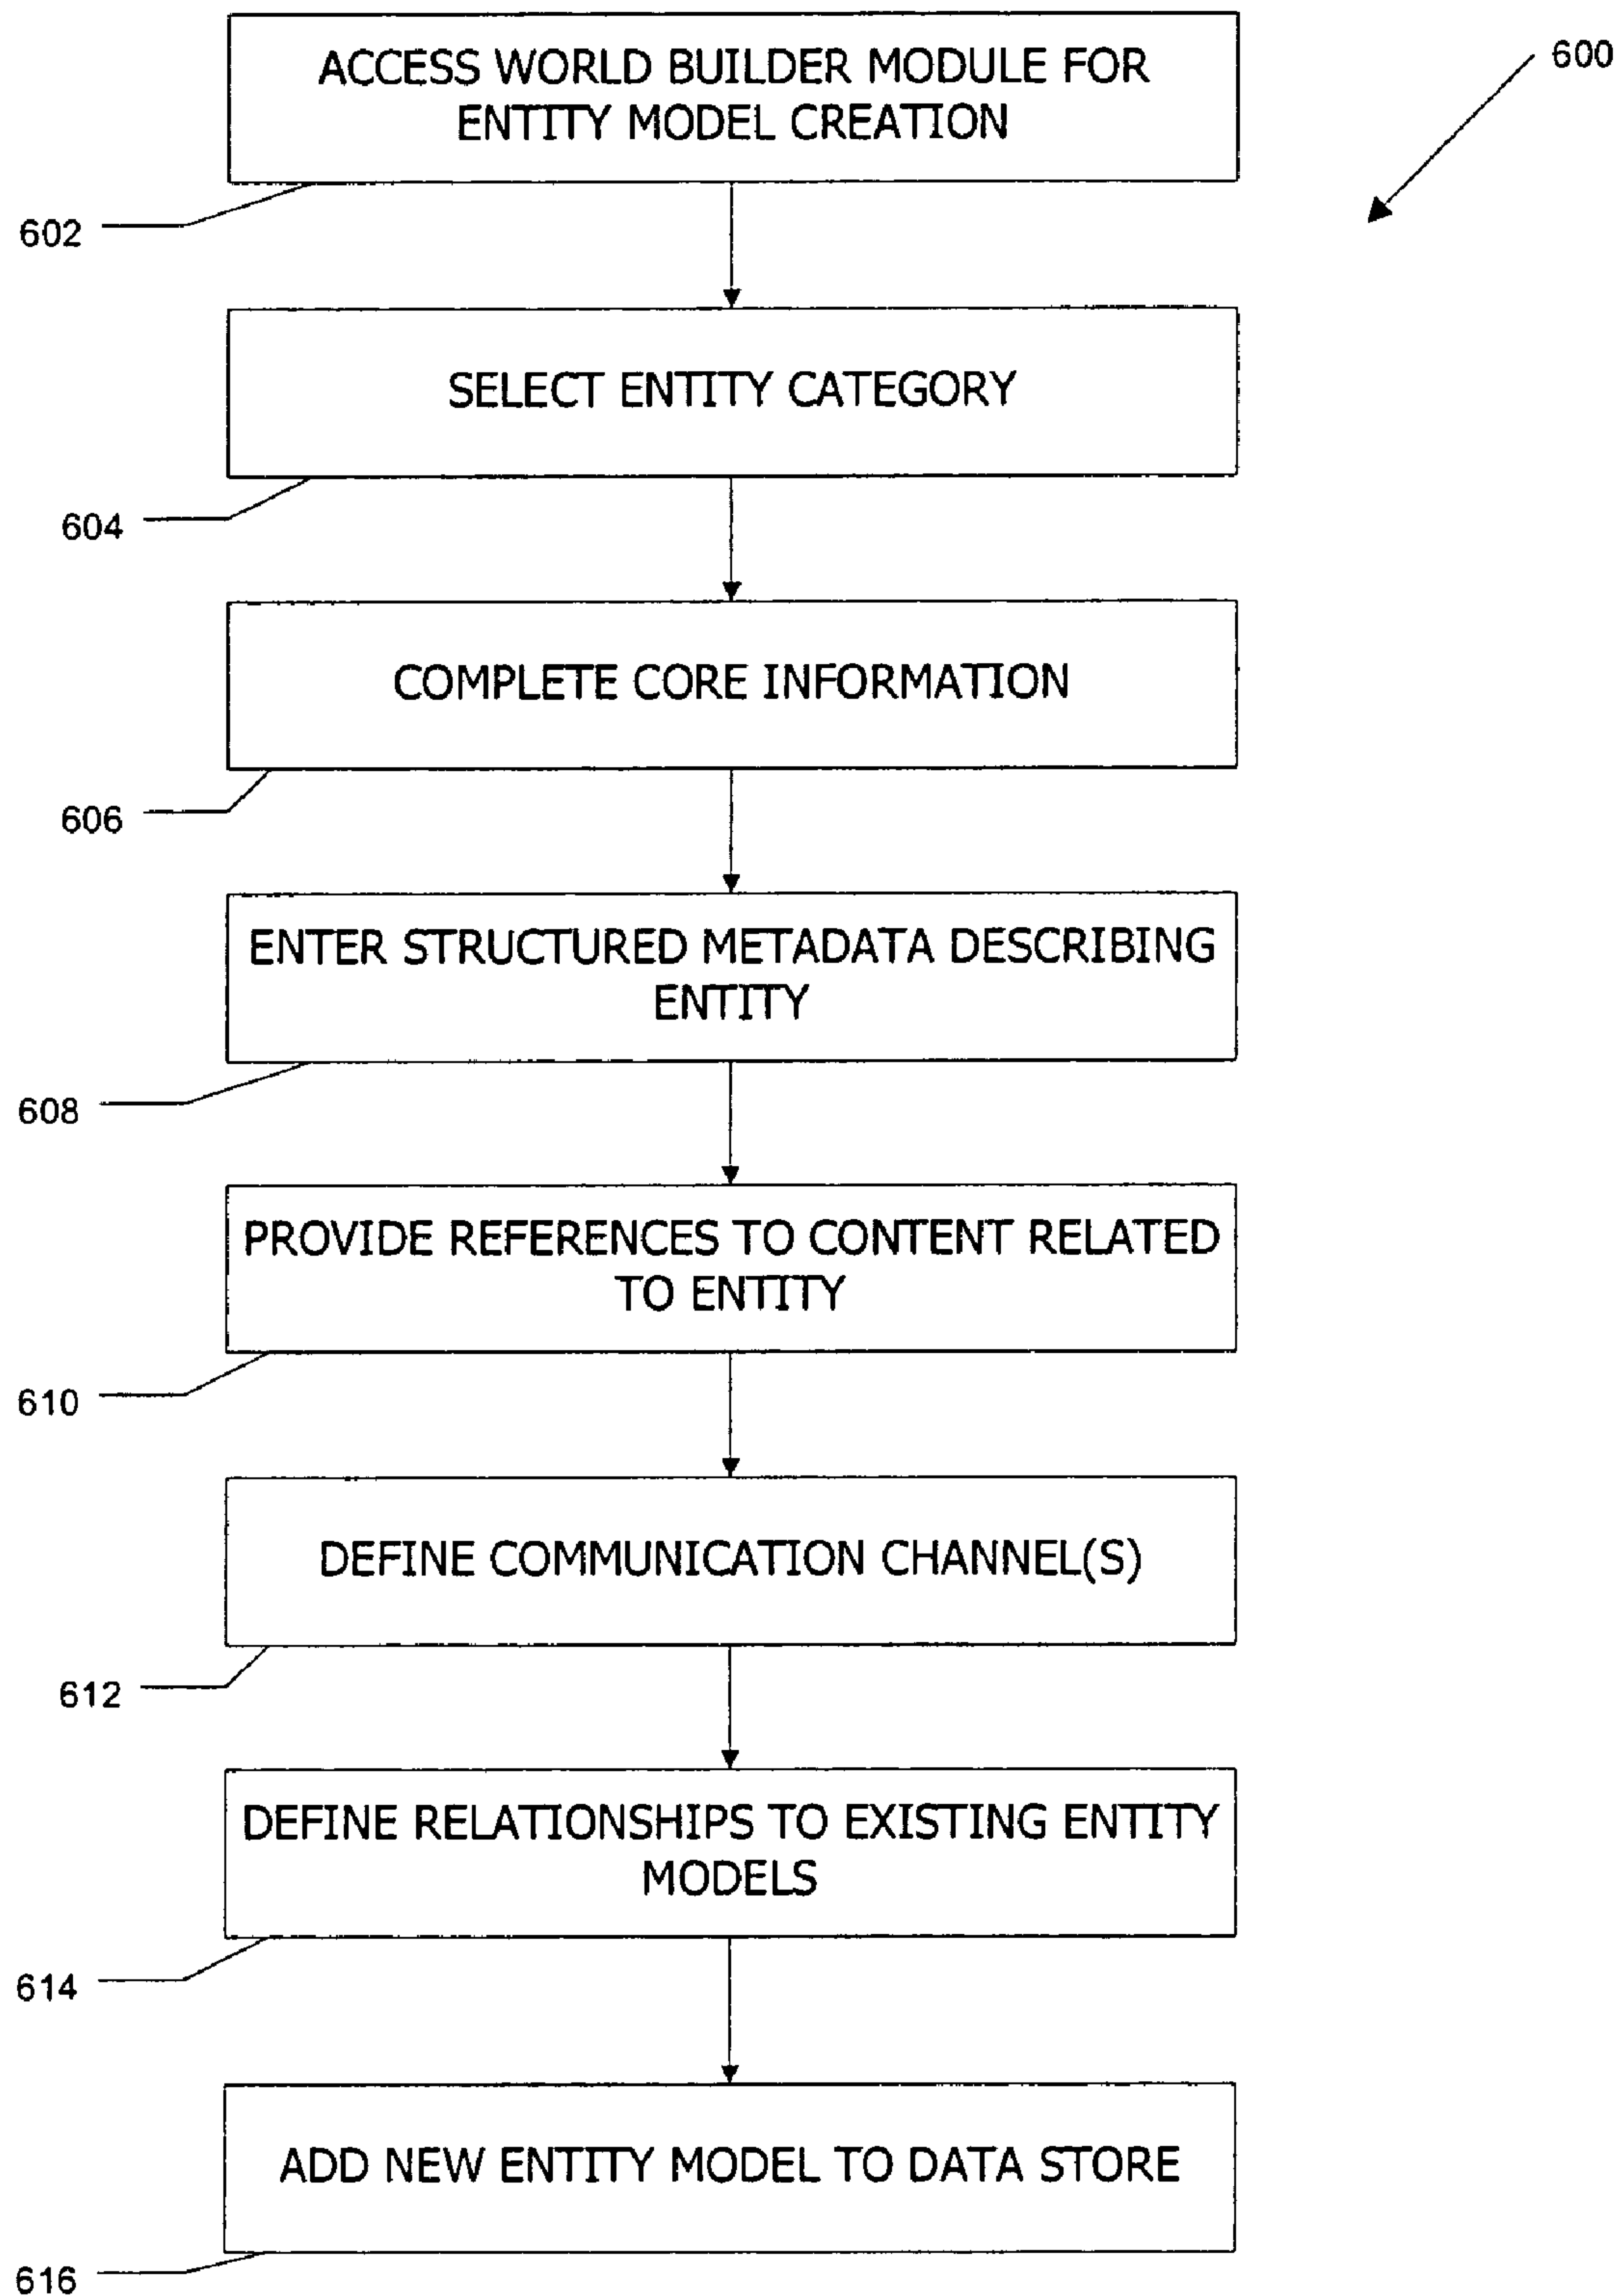 ACCESS WORLD BUILDER MODULE FOR
ENTITY MODEL CREATION
600
602
SELECT ENTITY CATEGORY
604
COMPLETE CORE INFORMATION
606
ENTER STRUCTURED METADATA DESCRIBING
ENTITY
608
PROVIDE REFERENCES TO CONTENT RELATED
TO ENTITY
610
DEFINE COMMUNICATION CHANNEL(S)
612
DEFINE RELATIONSHIPS TO EXISTING ENTITY
MODELS
614
ADD NEW ENTITY MODEL TO DATA STORE
616